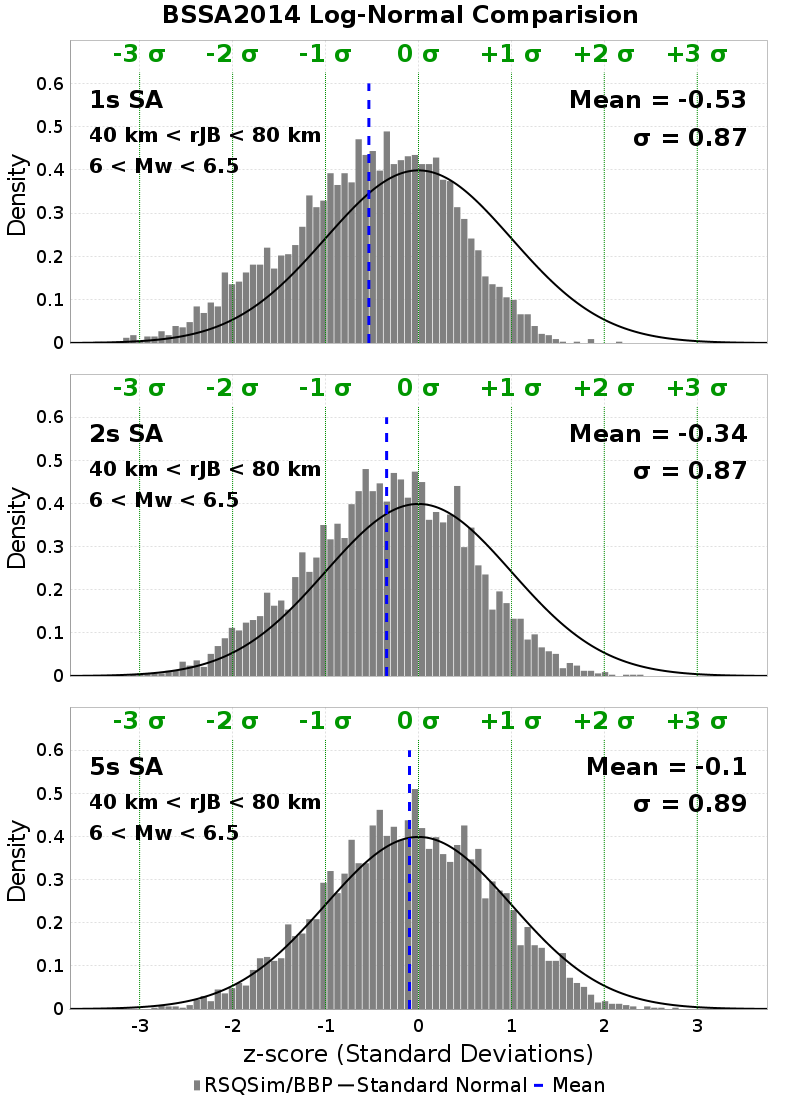 BSSA2014 Log-Normal Comparision
-3 σ -2 σ -1 σ 0 σ +1 σ +2 σ +3 σ
1s SA
Mean = -0.53
40 km < rJB < 80 km
σ = 0.87
6 < Mw < 6.5
Density
0.6
0.5
0.4
0.3
0.2
0.1
0
-3 σ -2 σ -1 σ 0 σ +1 σ +2 σ +3 σ
2s SA
Mean = -0.34
40 km < rJB < 80 km
σ = 0.87
6 < Mw < 6.5
Density
0.6
0.5
0.4
0.3
0.2
0.1
0
-3 σ -2 σ -1 σ 0 σ +1 σ +2 σ +3 σ
5s SA
Mean = -0.1
40 km < rJB < 80 km
σ = 0.89
6 < Mw < 6.5
Density
0.6
0.5
0.4
0.3
0.2
0.1
0
-3 -2 -1 0 1 2 3
z-score (Standard Deviations)
RSQSim/BBP Standard Normal Mean